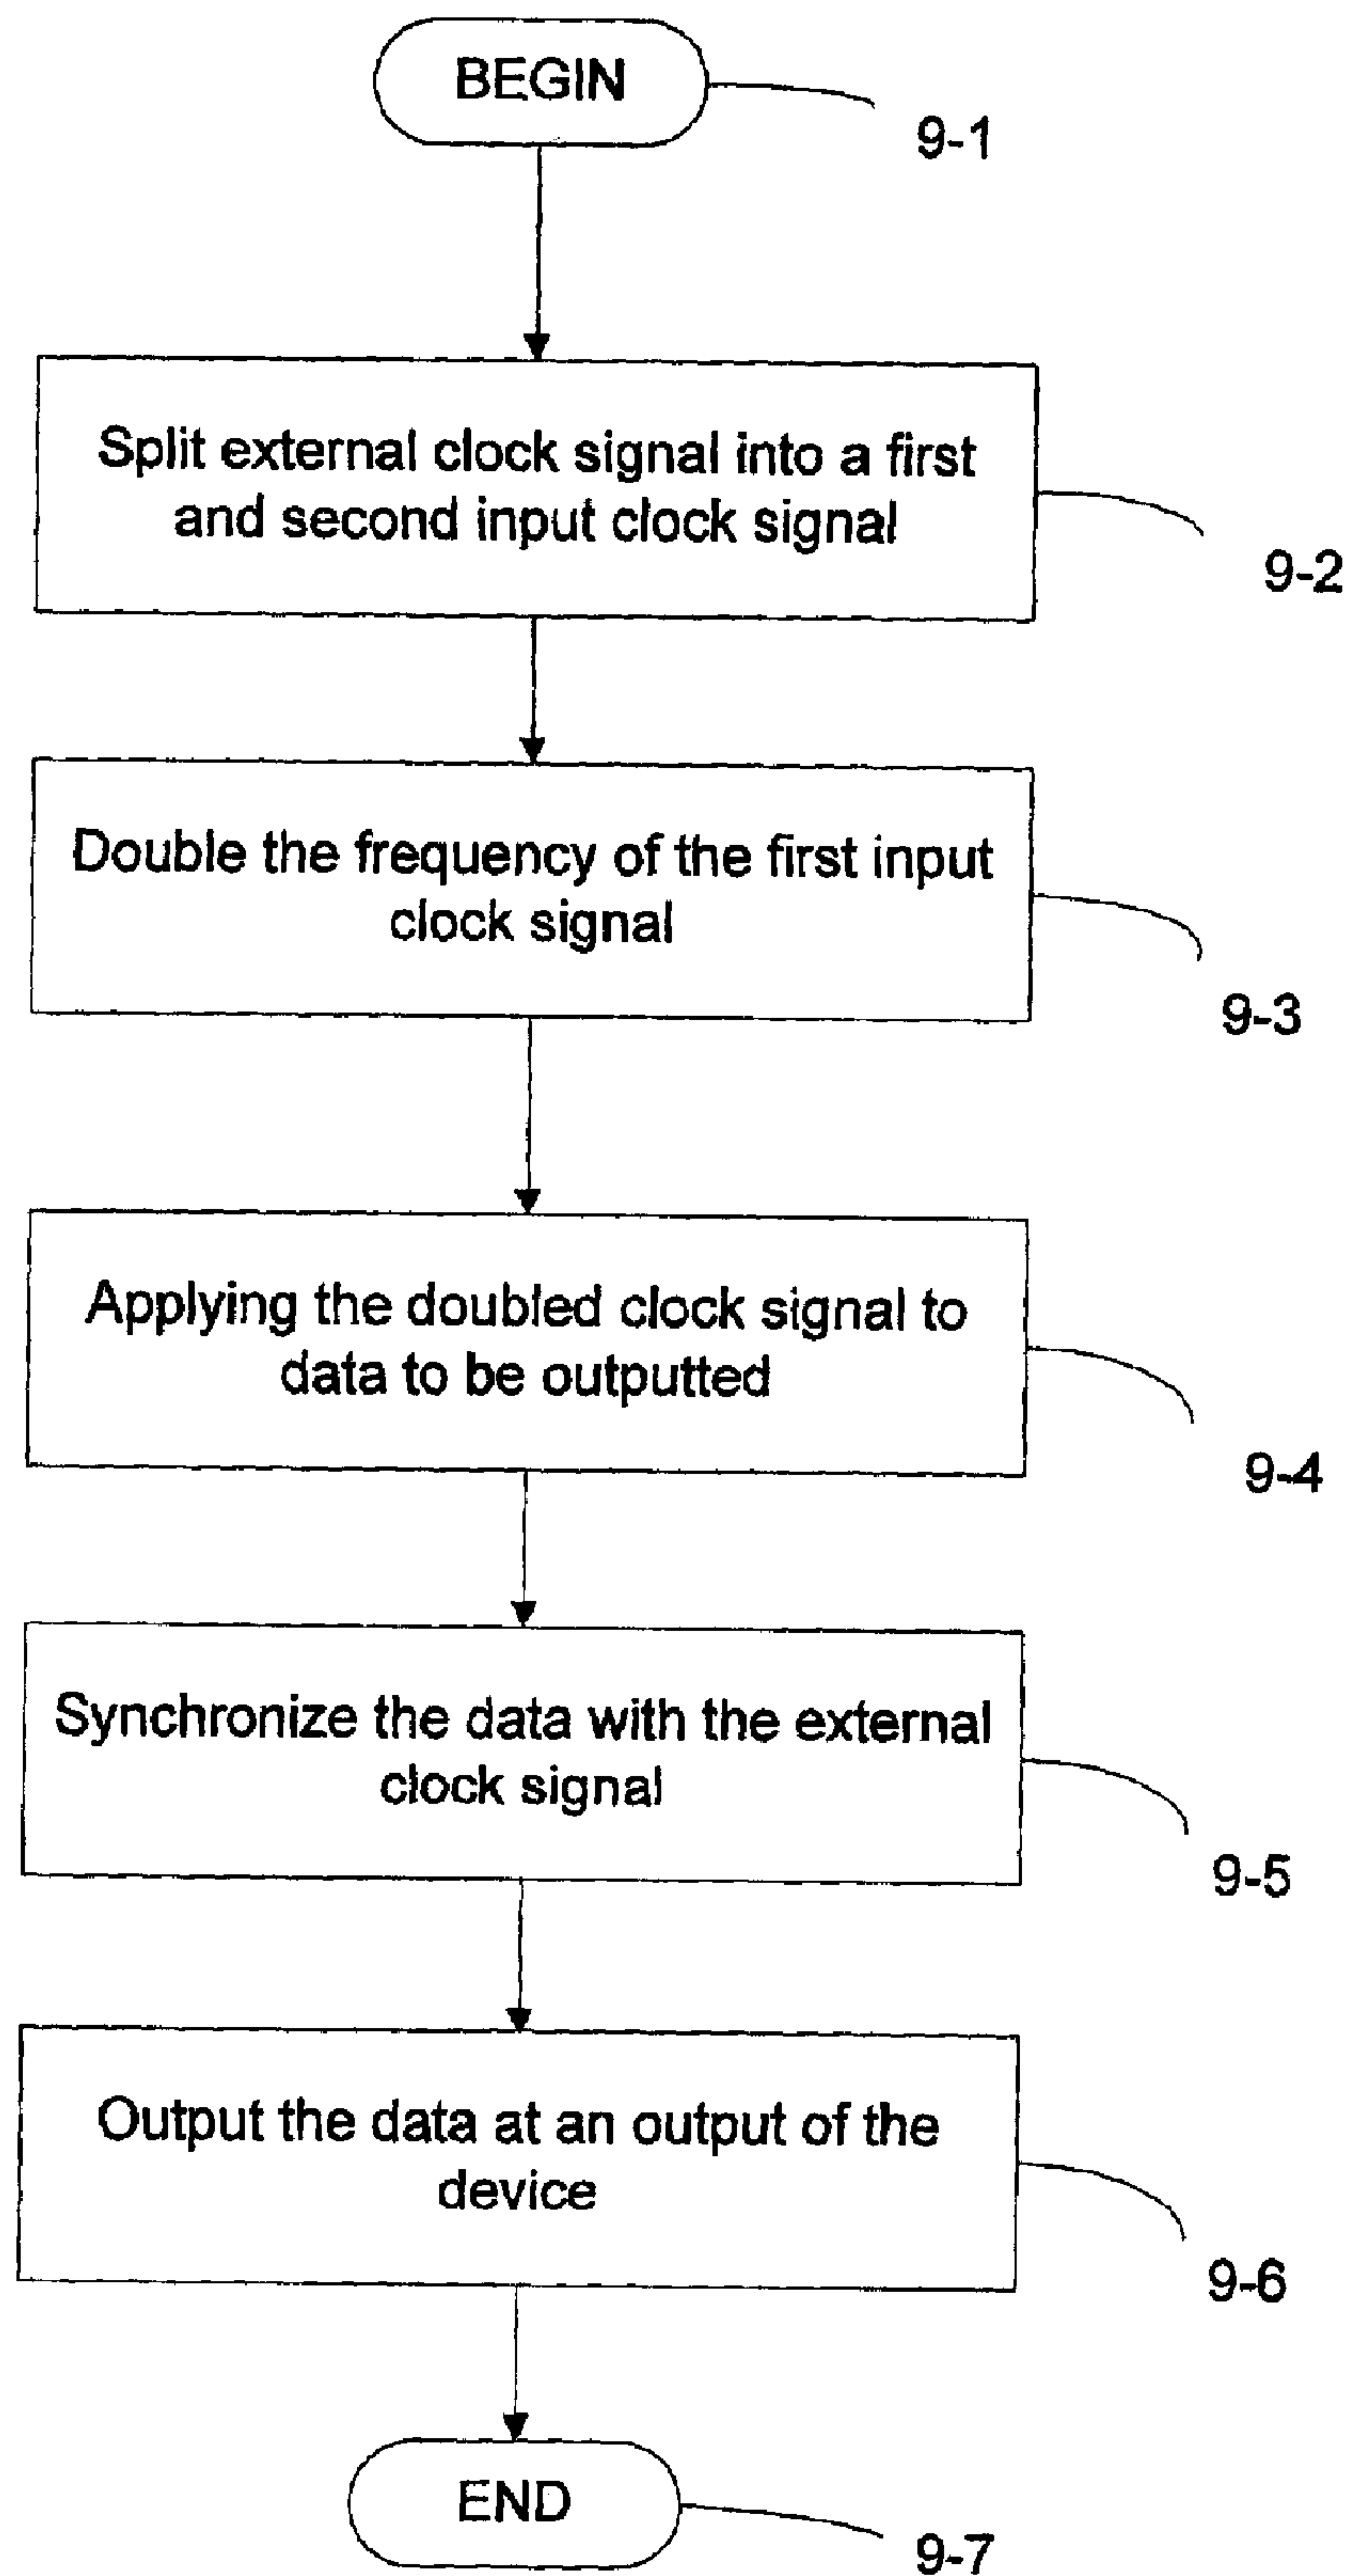 BEGIN
9-1
Split external clock signal into a first
and second input clock signal
9-2
Double the frequency of the first input
clock signal
9-3
Applying the doubled clock signal to
data to be outputted
9-4
Synchronize the data with the external
clock signal
9-5
Output the data at an output of the
device
9-6
END
9-7